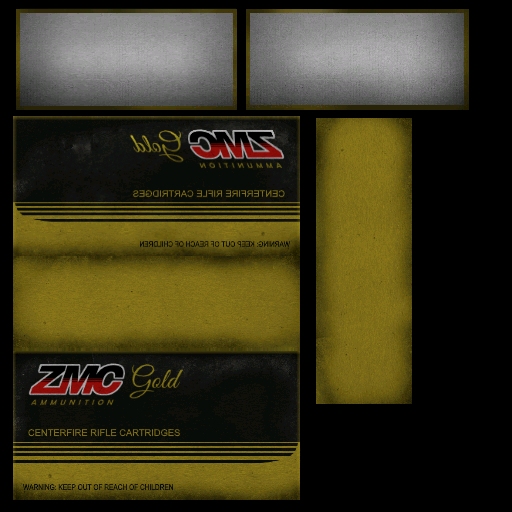 ZMC Gold
AMMUNITION
CENTERFIRE RIFLE CARTRIDGES
WARNING: KEEP OUT OF REACH OF CHILDREN
ZMC Gold
AMMUNITION
CENTERFIRE RIFLE CARTRIDGES
WARNING: KEEP OUT OF REACH OF CHILDREN